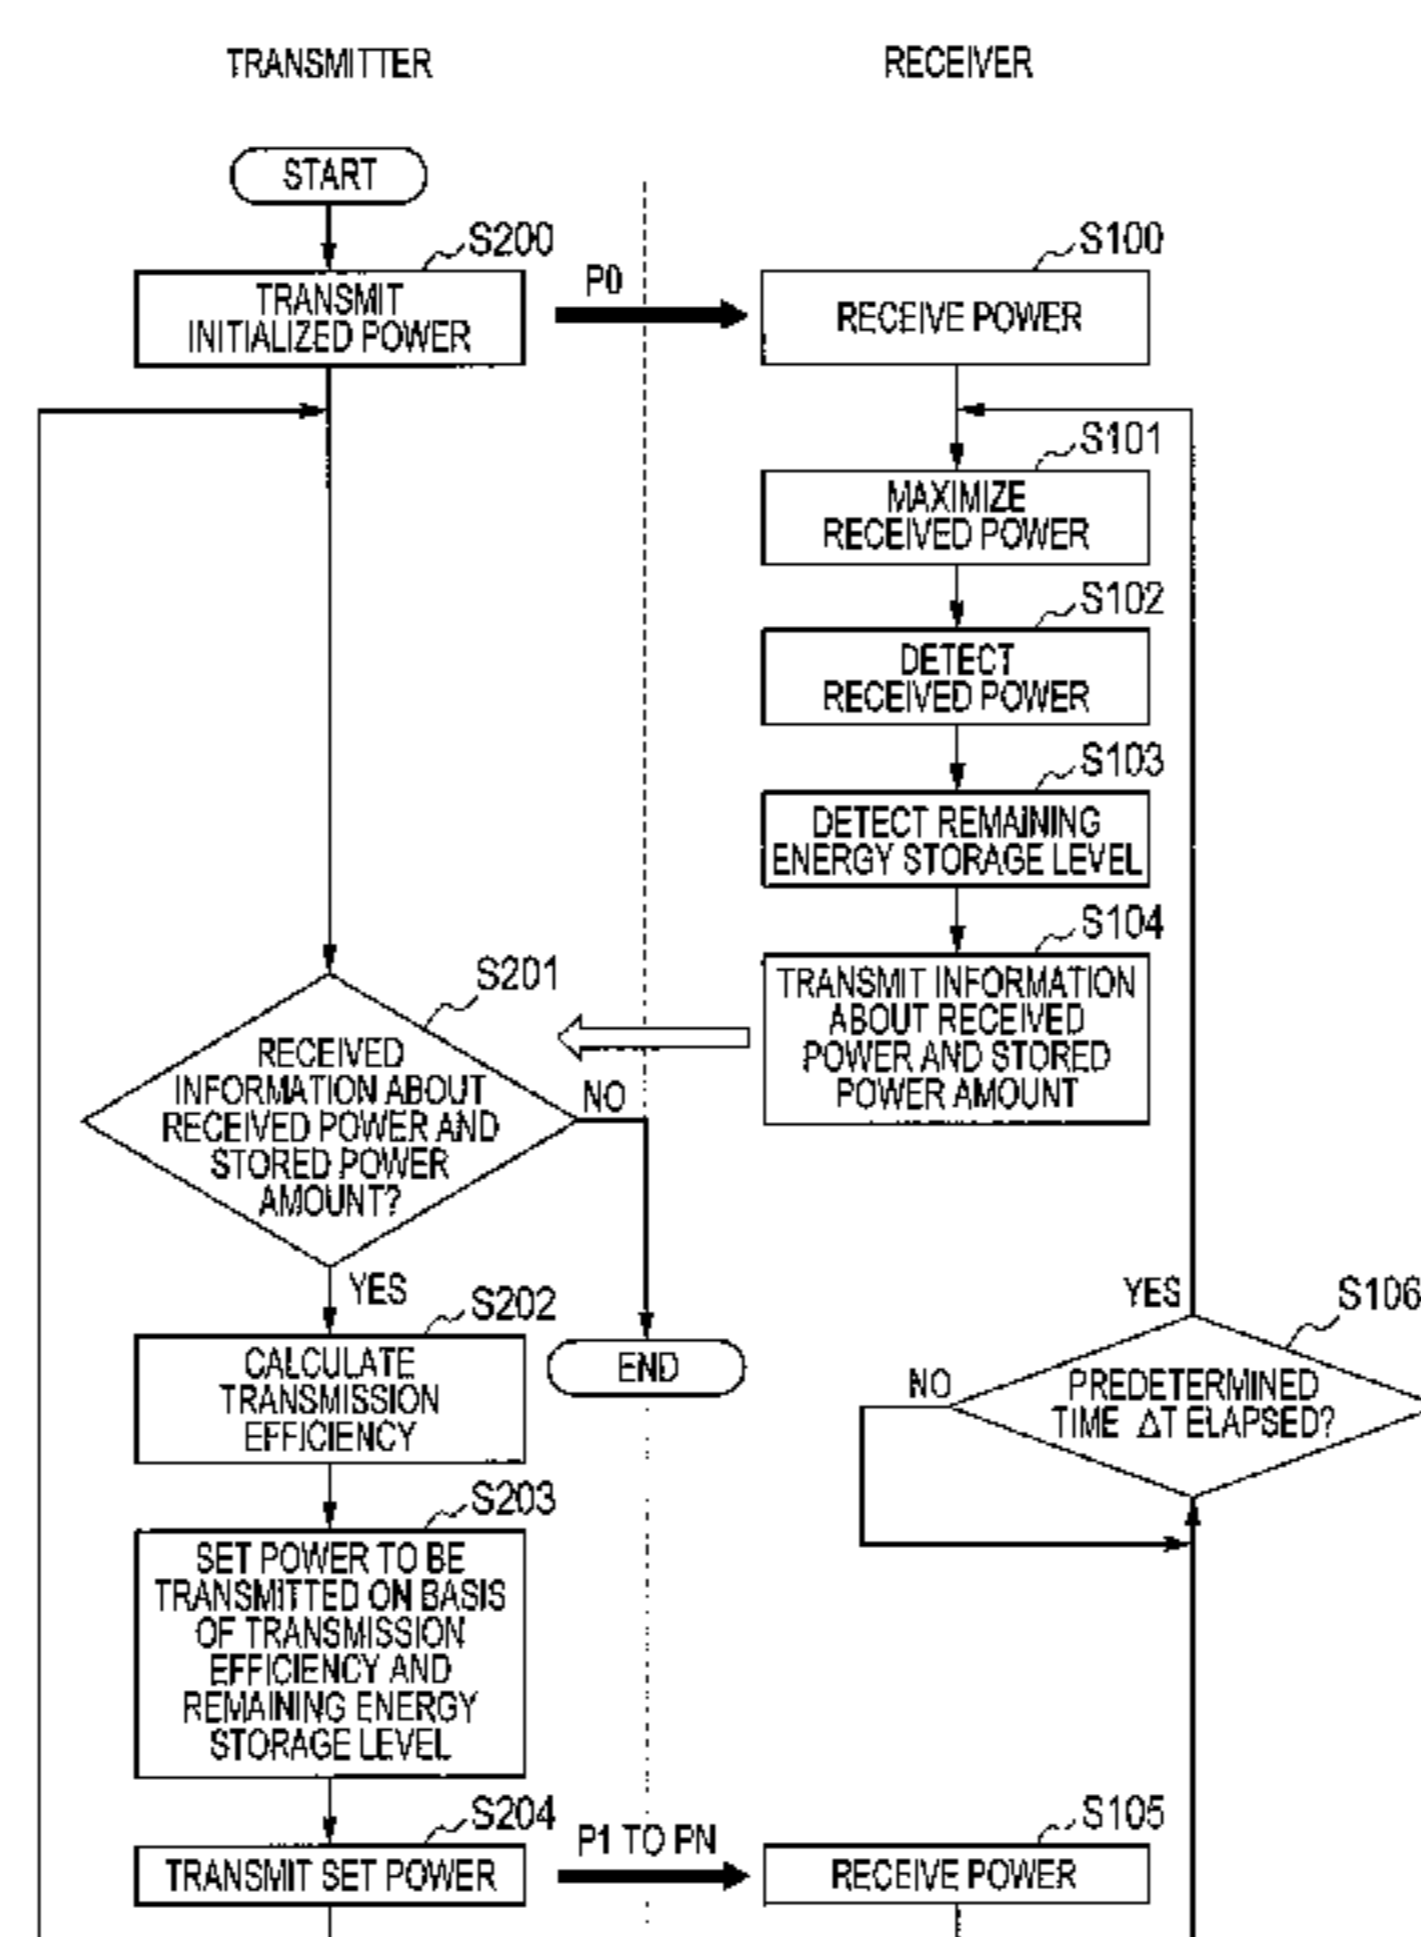 TRANSMITTER
RECEIVER
START
S200
TRANSMIT
INITIALIZED POWER
P0
S100
RECEIVE POWER
S101
MAXIMIZE
RECEIVED POWER
S102
DETECT
RECEIVED POWER
S103
DETECT REMAINING
ENERGY STORAGE LEVEL
S104
TRANSMIT INFORMATION
ABOUT RECEIVED
POWER AND STORED
POWER AMOUNT
S201
RECEIVED
INFORMATION ABOUT
RECEIVED POWER AND
STORED POWER
AMOUNT?
NO
YES
END
S202
CALCULATE
TRANSMISSION
EFFICIENCY
YES
S106
NO
PREDETERMINED
TIME ΔT ELAPSED?
S203
SET POWER TO BE
TRANSMITTED ON BASIS
OF TRANSMISSION
EFFICIENCY AND
REMAINING ENERGY
STORAGE LEVEL
S204
TRANSMIT SET POWER
P1 TO PN
S105
RECEIVE POWER